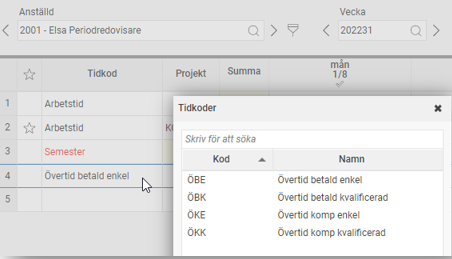 Anställd
Vecka
2001 - Elsa Periodredovisare
202231
Tidkod
Projekt
Summa
mån
1/8
1
Arbetstid
2
Arbetstid
3
Semester
4
Övertid betald enkel
5
Tidkoder
Skriv för att söka
Kod
Namn
ÖBE
Övertid betald enkel
ÖBK
Övertid betald kvalificerad
ÖKE
Övertid komp enkel
ÖKK
Övertid komp kvalificerad